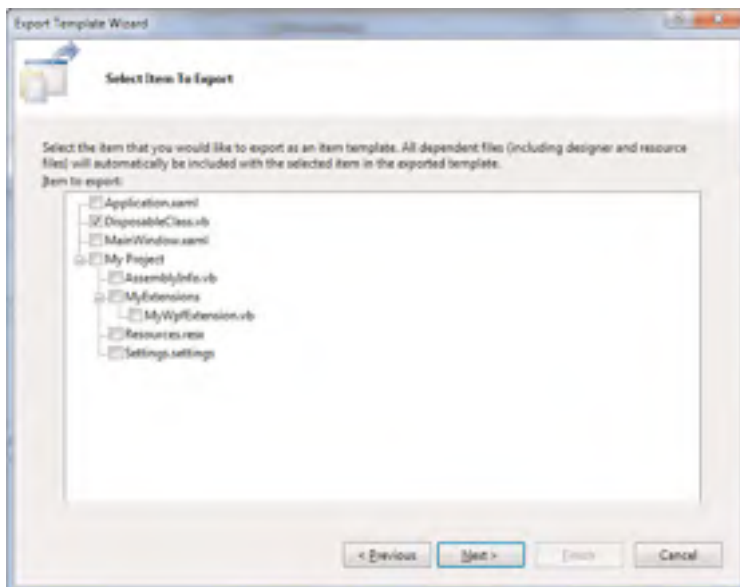 Export Template Wizard
Select Item To Export
Select the item that you would like to export as an item template. All dependent files (including designer and resource
files) will automatically be included with the selected item in the exported template.
Item to export:
Application.xaml
DisposableClass.vb
MainWindow.xaml
My Project
AssemblyInfo.vb
MyExtensions
MyWpfExtension.vb
Resources.resx
Settings.settings
< Previous
Next >
Finish
Cancel